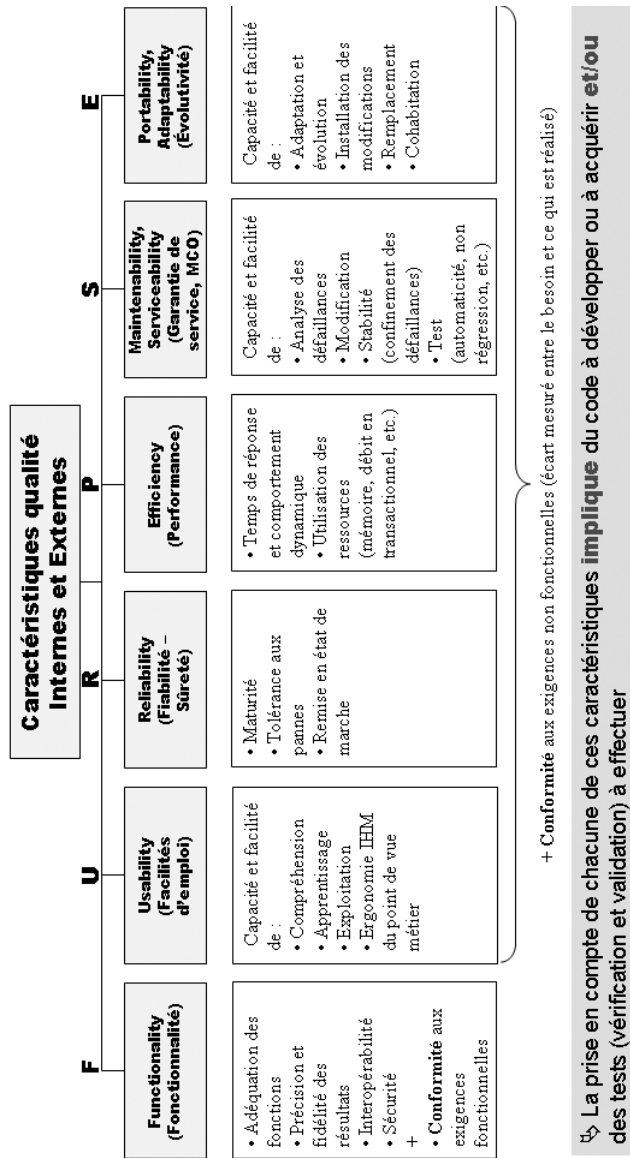 Caractéristiques qualité
Internes et Externes
F
U
R
P
S
E
Functionality
(Fonctionnalité)
• Adéquation des
fonctions
• Précision et
fidélité des
résultats
• Interopérabilité
• Sécurité
+
• Conformité aux
exigences
fonctionnelles
Usability
(Facilités
d'emploi)
Capacité et facilité
de :
• Compréhension
• Apprentissage
• Exploitation
• Ergonomie IHM
du point de vue
métier
Reliability
(Fiabilité –
Sûreté)
• Maturité
• Tolérance aux
pannes
• Remise en état de
marche
Efficiency
(Performance)
• Temps de réponse
et comportement
dynamique
• Utilisation des
ressources
(mémoire, débit en
transactionnel, etc.)
Maintenability,
Serviceability
(Garantie de
service, MCO)
Capacité et facilité
de :
• Analyse des
défaillances
• Modification
• Stabilité
(confinement des
défaillances)
• Test
(automaticité, non
régression, etc.)
Portability,
Adaptability
(Évolutivité)
Capacité et facilité
de :
• Adaptation et
évolution
• Installation des
modifications
• Remplacement
• Cohabitation
+ Conformité aux exigences non fonctionnelles (écart mesuré entre le besoin et ce qui est réalisé)
La prise en compte de chacune de ces caractéristiques implique du code à développer ou à acquérir et/ou
des tests (vérification et validation) à effectuer